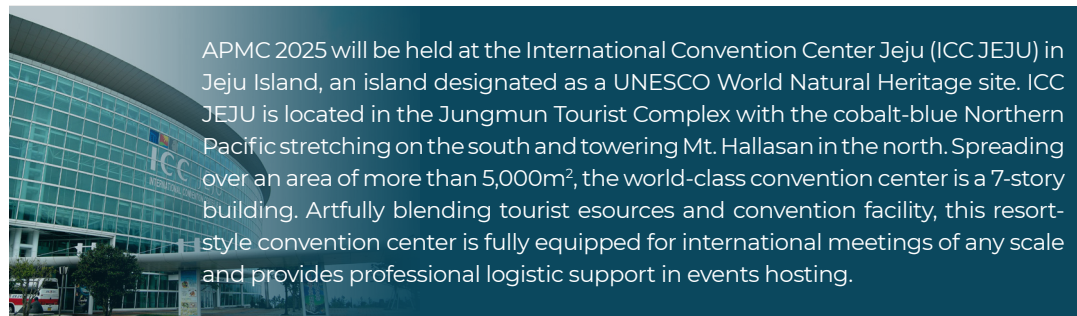 APMC 2025 will be held at the International Convention Center Jeju (ICC JEJU) in
Jeju Island, an island designated as a UNESCO World Natural Heritage site. ICC
JEJU is located in the Jungmun Tourist Complex with the cobalt-blue Northern
Pacific stretching on the south and towering Mt. Hallasan in the north. Spreading
over an area of more than 5,000m², the world-class convention center is a 7-story
building. Artfully blending tourist esources and convention facility, this resort-
style convention center is fully equipped for international meetings of any scale
and provides professional logistic support in events hosting.
ICC